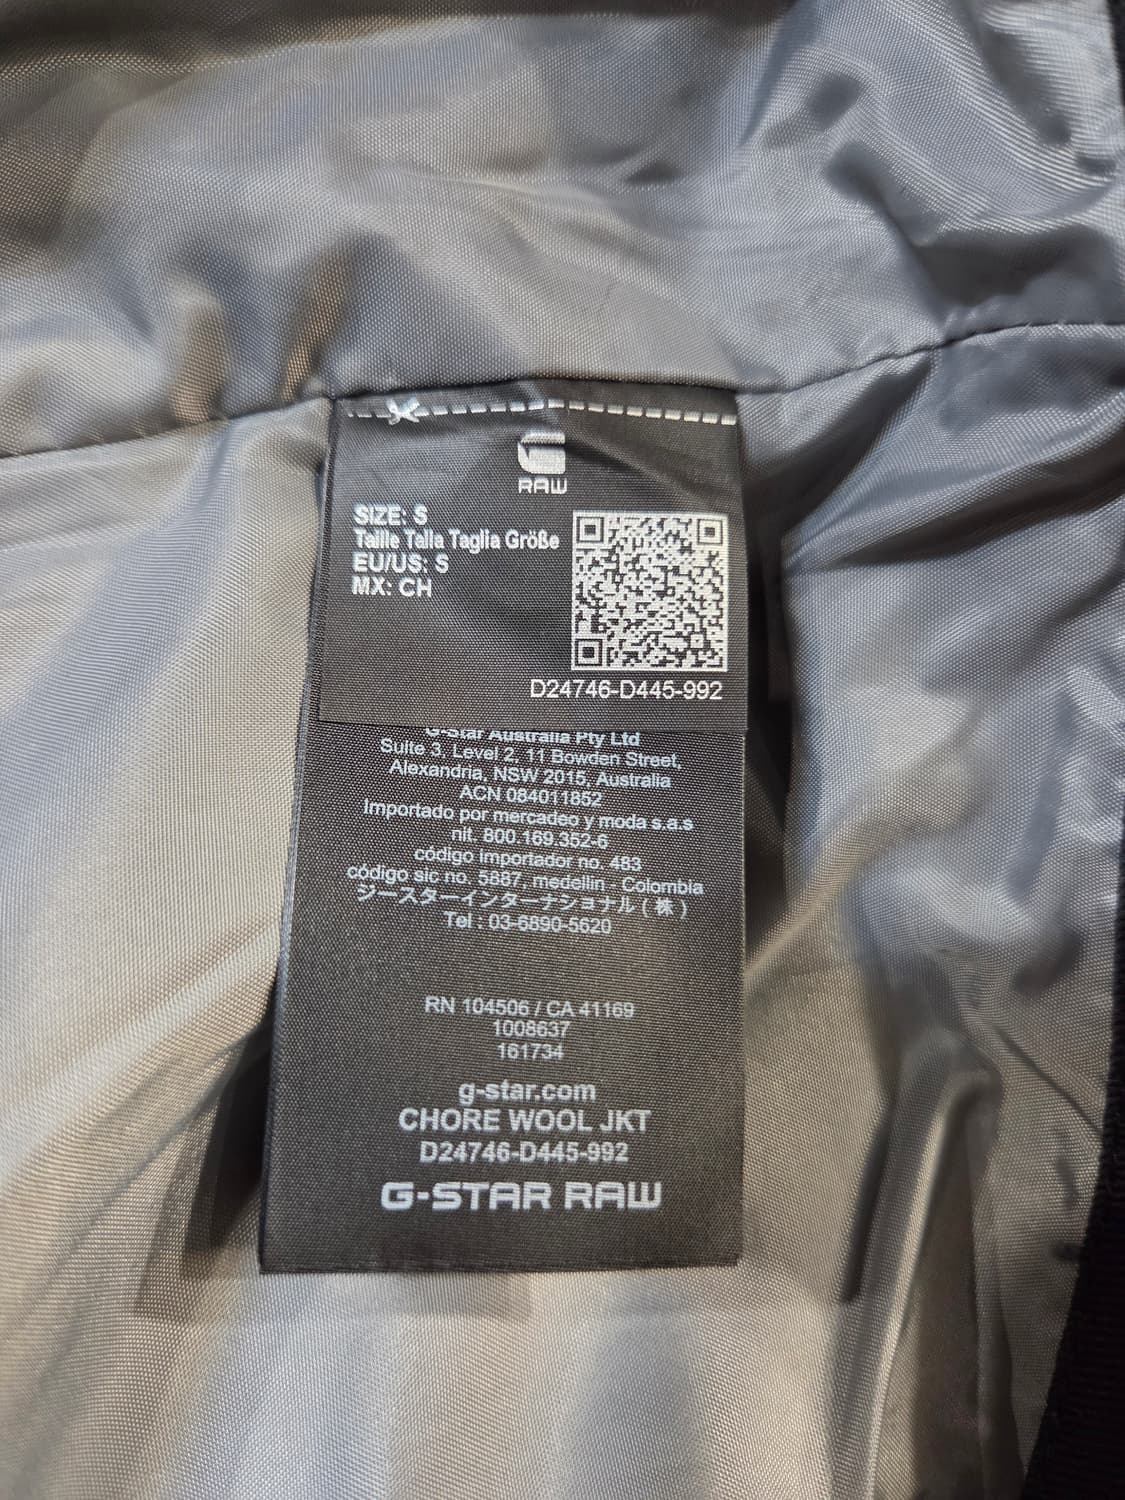 RAW
SIZE: S
Taille Talla Taglia Größe
EU/US: S
MX: CH
D24746-D445-992
G-Star Australia Pty Ltd
Suite 3, Level 2, 11 Bowden Street,
Alexandria, NSW 2015, Australia
ACN 084011852
Importado por mercadeo y moda s.a.s
nit. 800.169.352-6
código importador no. 483
código sic no. 5887, medellin - Colombia
ジースターインターナショナル(株)
Tel : 03-6890-5620
RN 104506 / CA 41169
1008637
161734
g-star.com
CHORE WOOL JKT
D24746-D445-992
G-STAR RAW